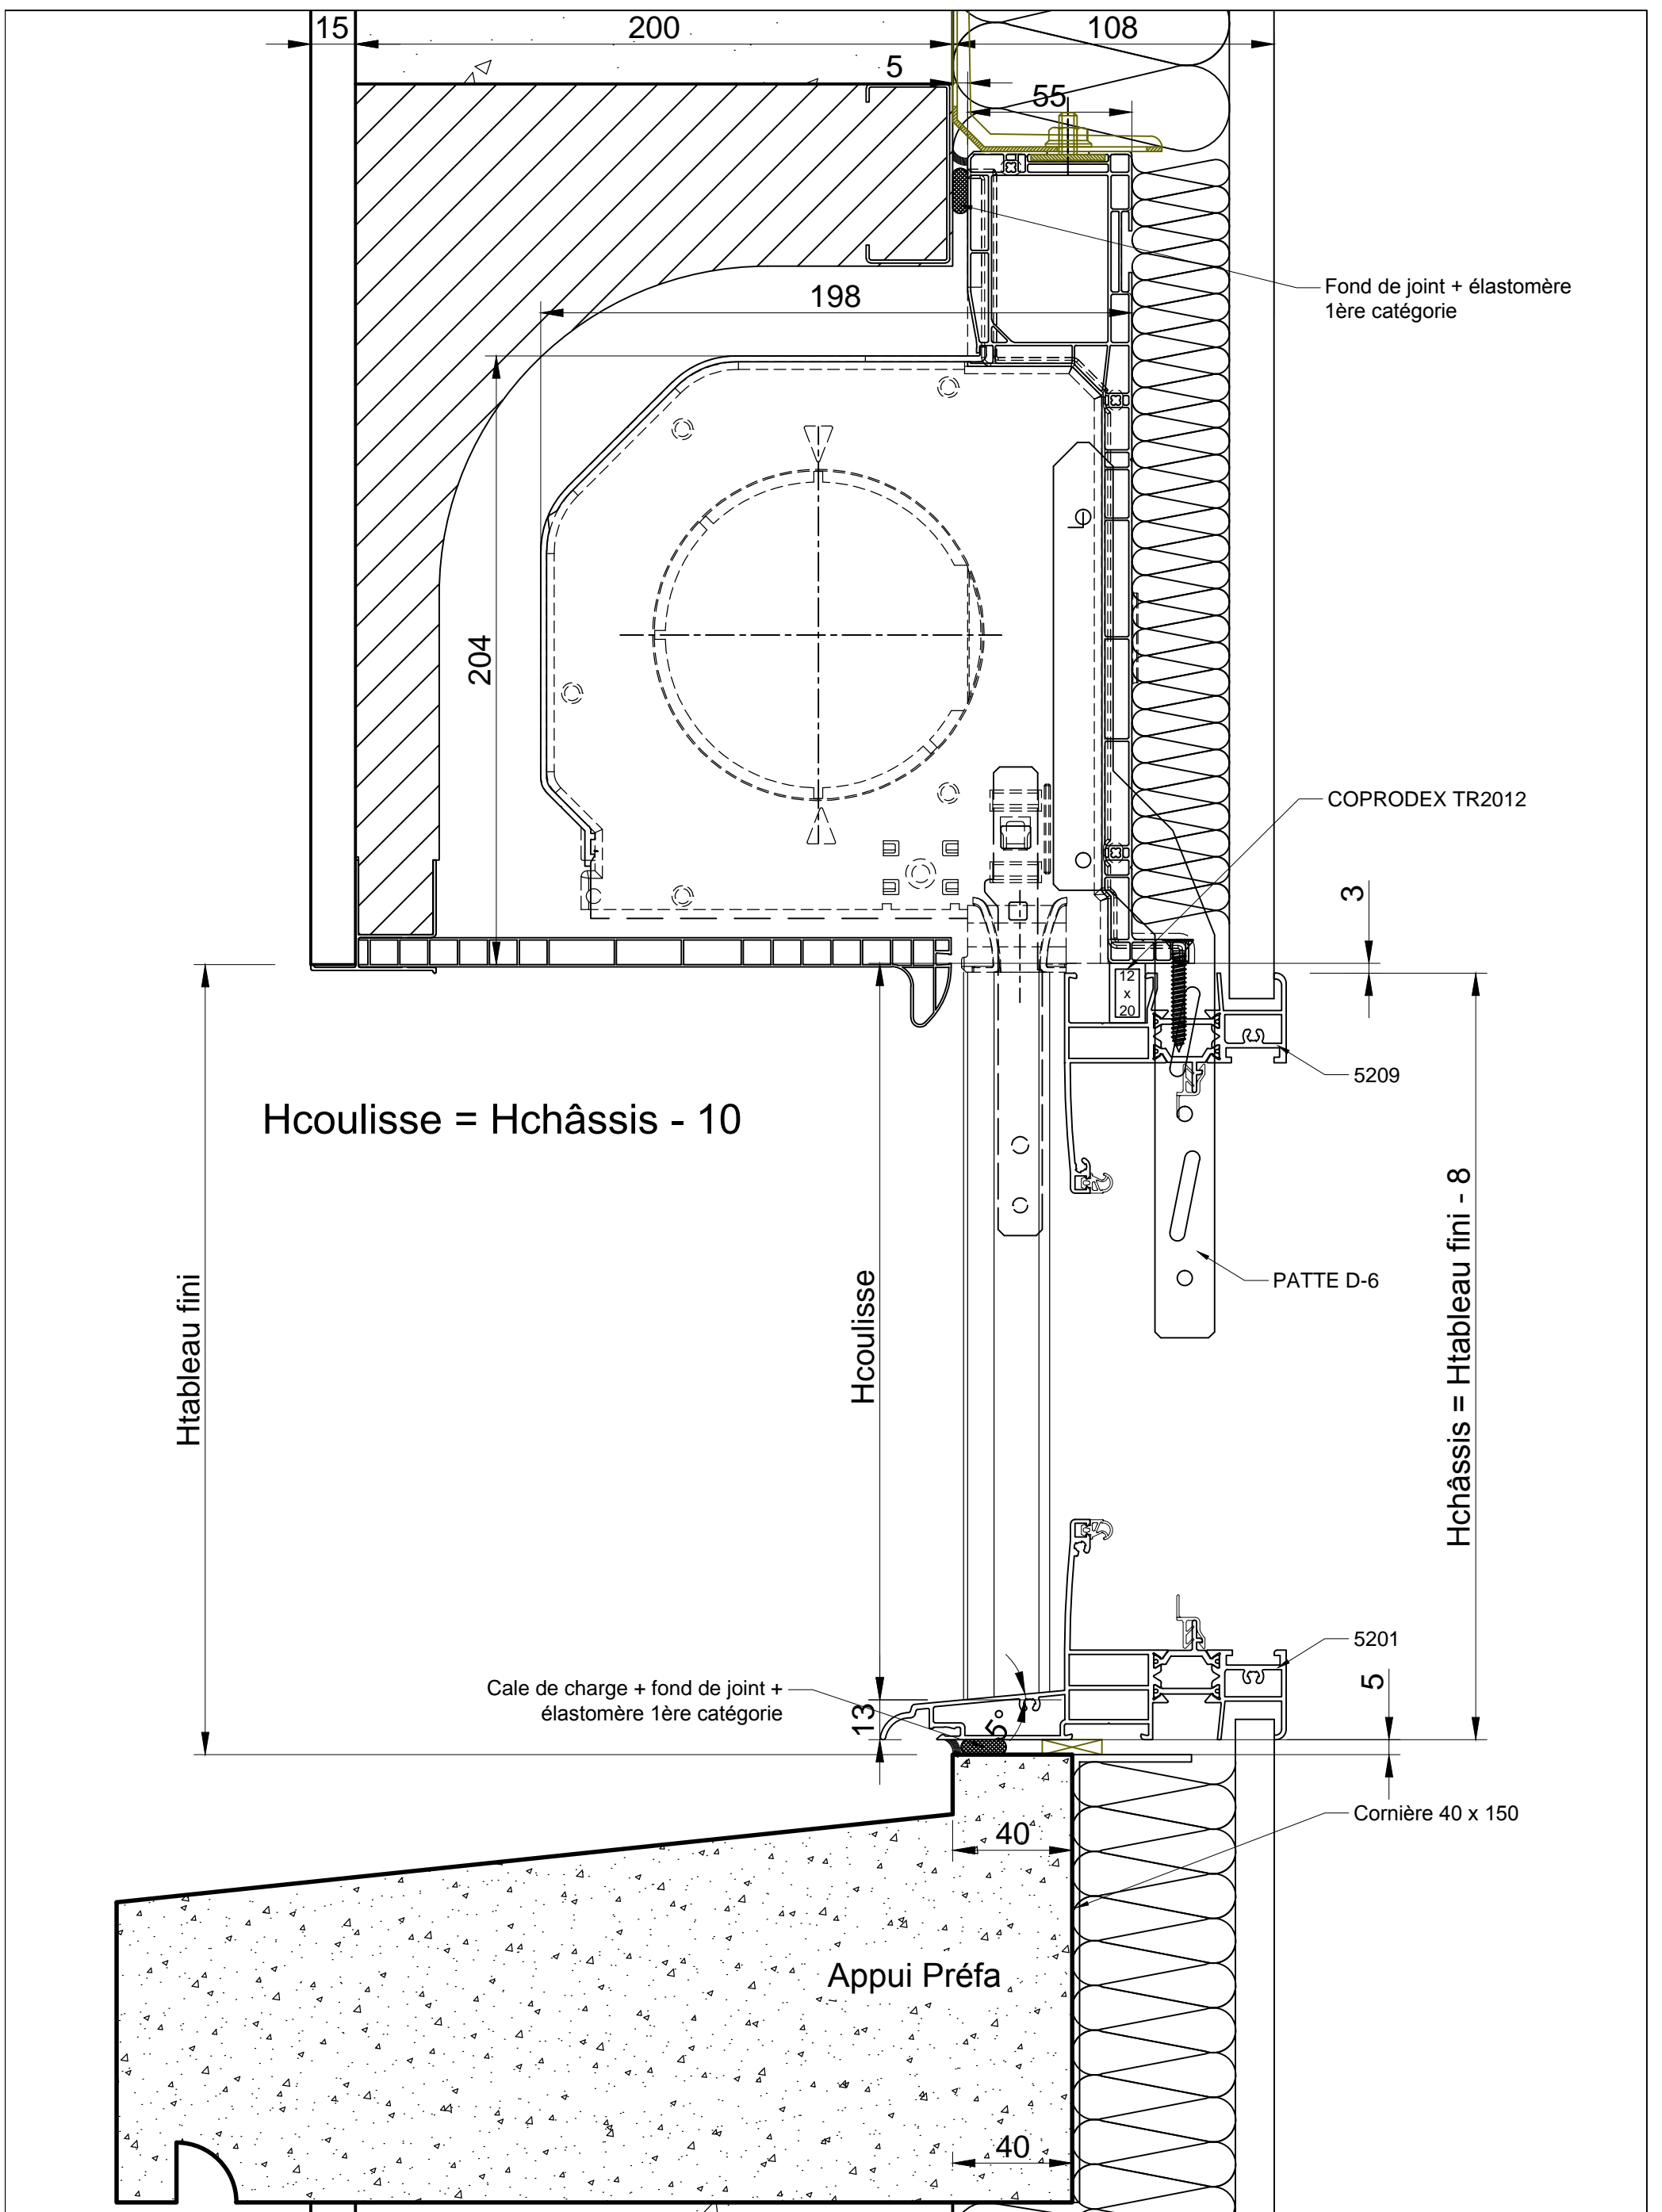 15
200
108
5
55
Fond de joint + élastomère
1ère catégorie
198
204
COPRODEX TR2012
3
12
x
20
5209
Hcoulisse = Hchâssis - 10
Htableau fini
Hcoulisse
Hchâssis = Htableau fini - 8
PATTE D-6
5201
Cale de charge + fond de joint +
élastomère 1ère catégorie
13
5°
5
Cornière 40 x 150
40
Appui Préfa
40